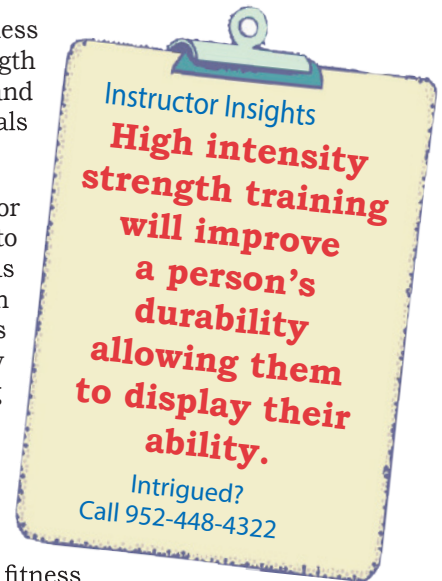 Instructor Insights
High intensity
strength training
will improve
a person's
durability
allowing them
to display their
ability.
Intrigued?
Call 952-448-4322
fitness